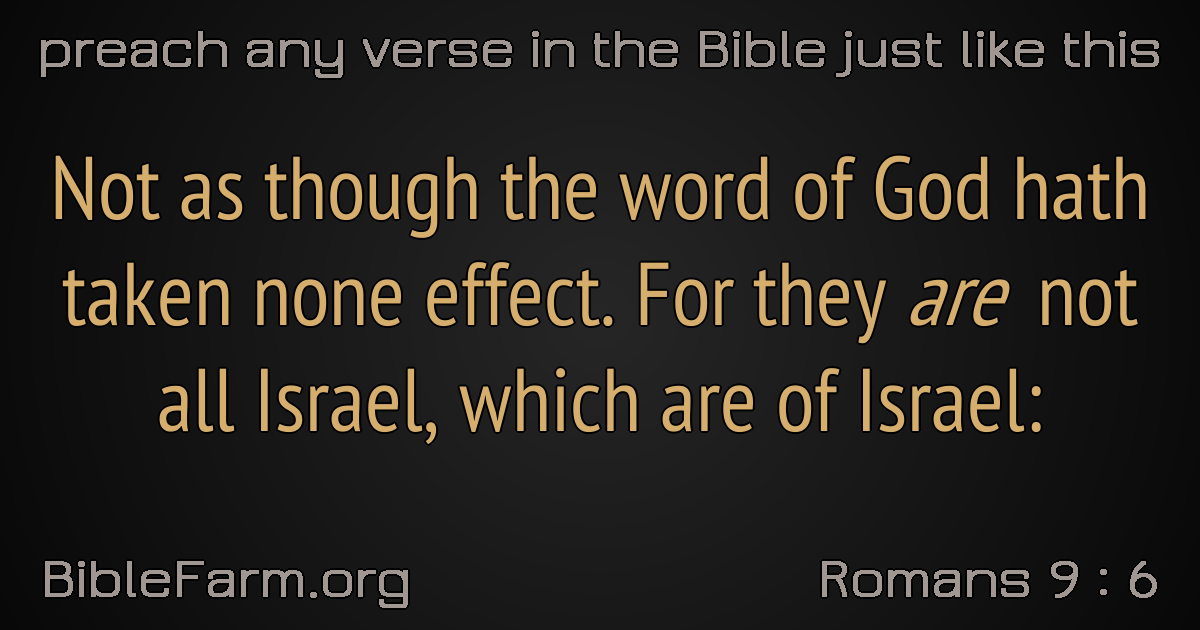 preach any verse in the Bible just like this
Not as though the word of God hath
taken none effect. For they are not
all Israel, which are of Israel:
BibleFarm.org
Romans 9 : 6